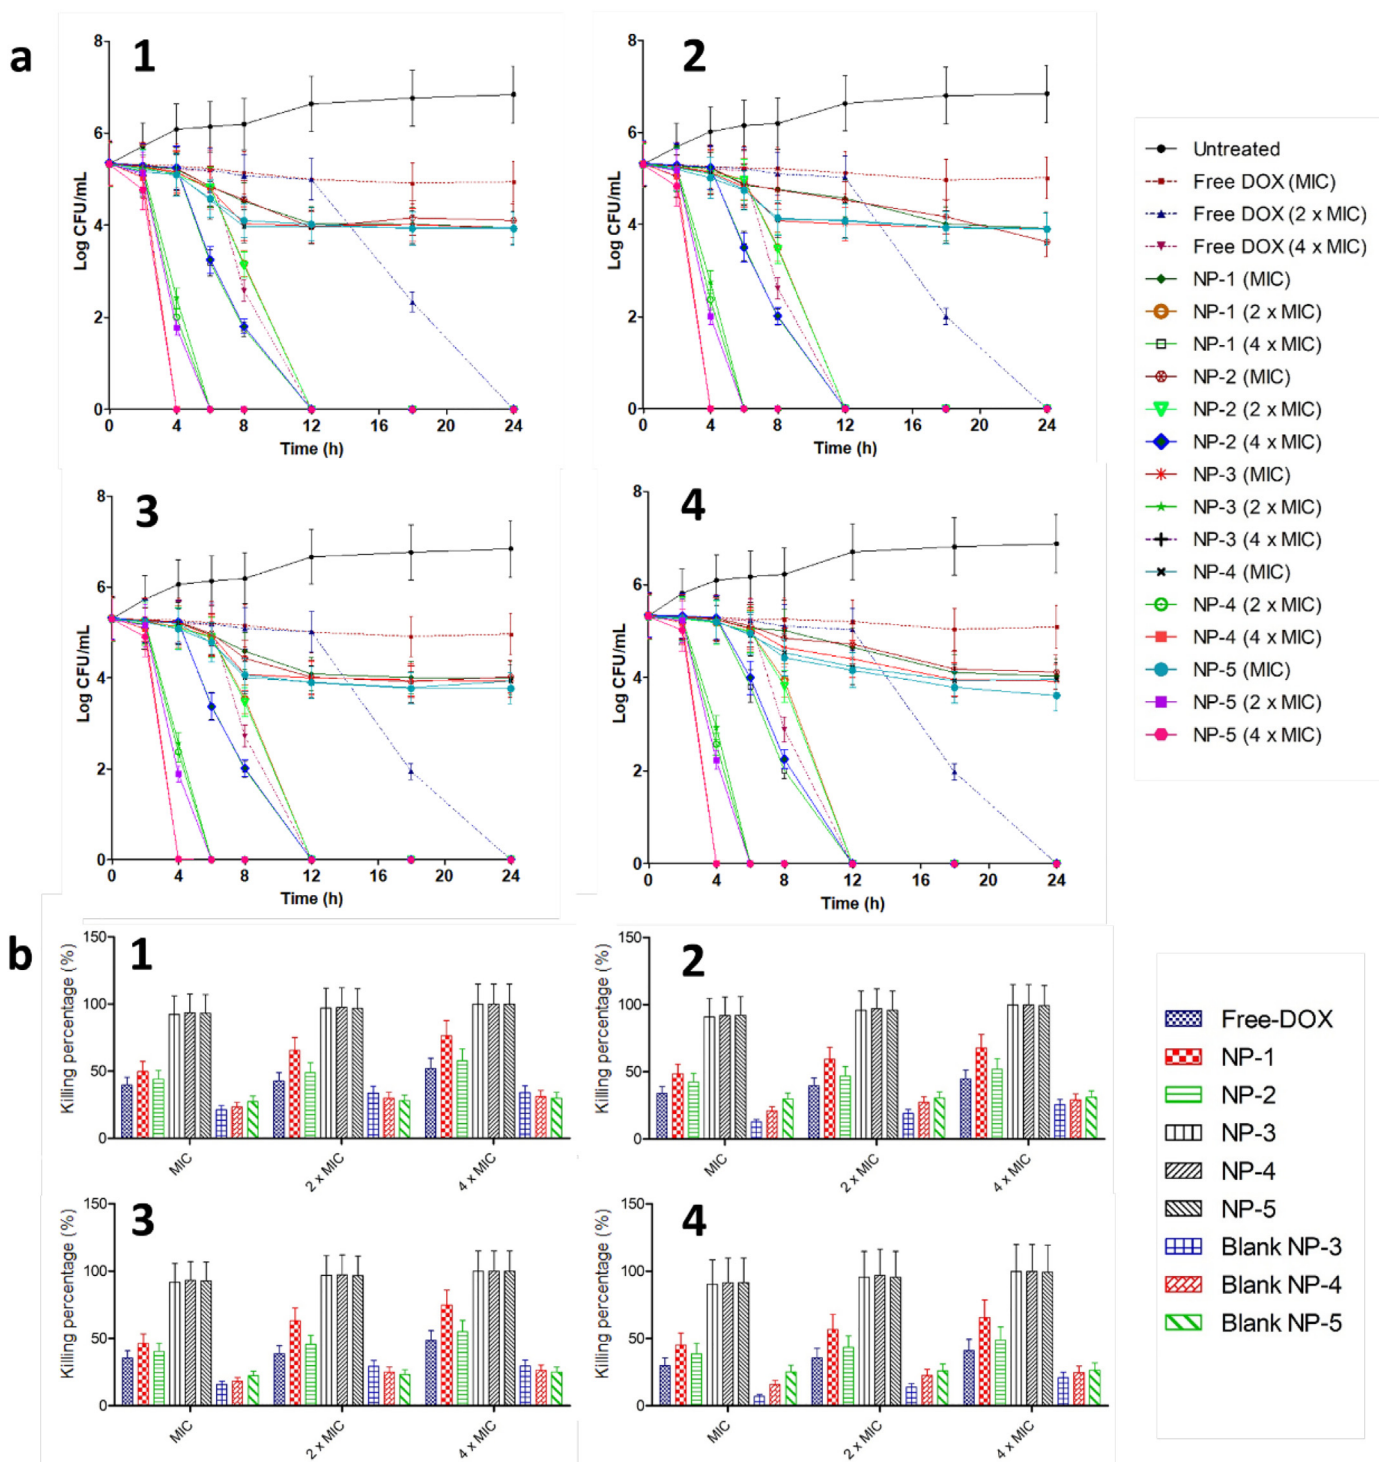 a
1
8
6
4
2
0
Log CFU/mL
0 4 8 12 16 20 24
Time (h)
2
8
6
4
2
0
Log CFU/mL
0 4 8 12 16 20 24
Time (h)
3
8
6
4
2
0
Log CFU/mL
0 4 8 12 16 20 24
Time (h)
4
8
6
4
2
0
Log CFU/mL
0 4 8 12 16 20 24
Time (h)
Untreated
Free DOX (MIC)
Free DOX (2 x MIC)
Free DOX (4 x MIC)
NP-1 (MIC)
NP-1 (2 x MIC)
NP-1 (4 x MIC)
NP-2 (MIC)
NP-2 (2 x MIC)
NP-2 (4 x MIC)
NP-3 (MIC)
NP-3 (2 x MIC)
NP-3 (4 x MIC)
NP-4 (MIC)
NP-4 (2 x MIC)
NP-4 (4 x MIC)
NP-5 (MIC)
NP-5 (2 x MIC)
NP-5 (4 x MIC)
b
1
150
100
50
0
Killing percentage (%)
MIC 2 x MIC 4 x MIC
2
150
100
50
0
Killing percentage (%)
MIC 2 x MIC 4 x MIC
3
150
100
50
0
Killing percentage (%)
MIC 2 x MIC 4 x MIC
4
150
100
50
0
Killing percentage (%)
MIC 2 x MIC 4 x MIC
Free-DOX
NP-1
NP-2
NP-3
NP-4
NP-5
Blank NP-3
Blank NP-4
Blank NP-5